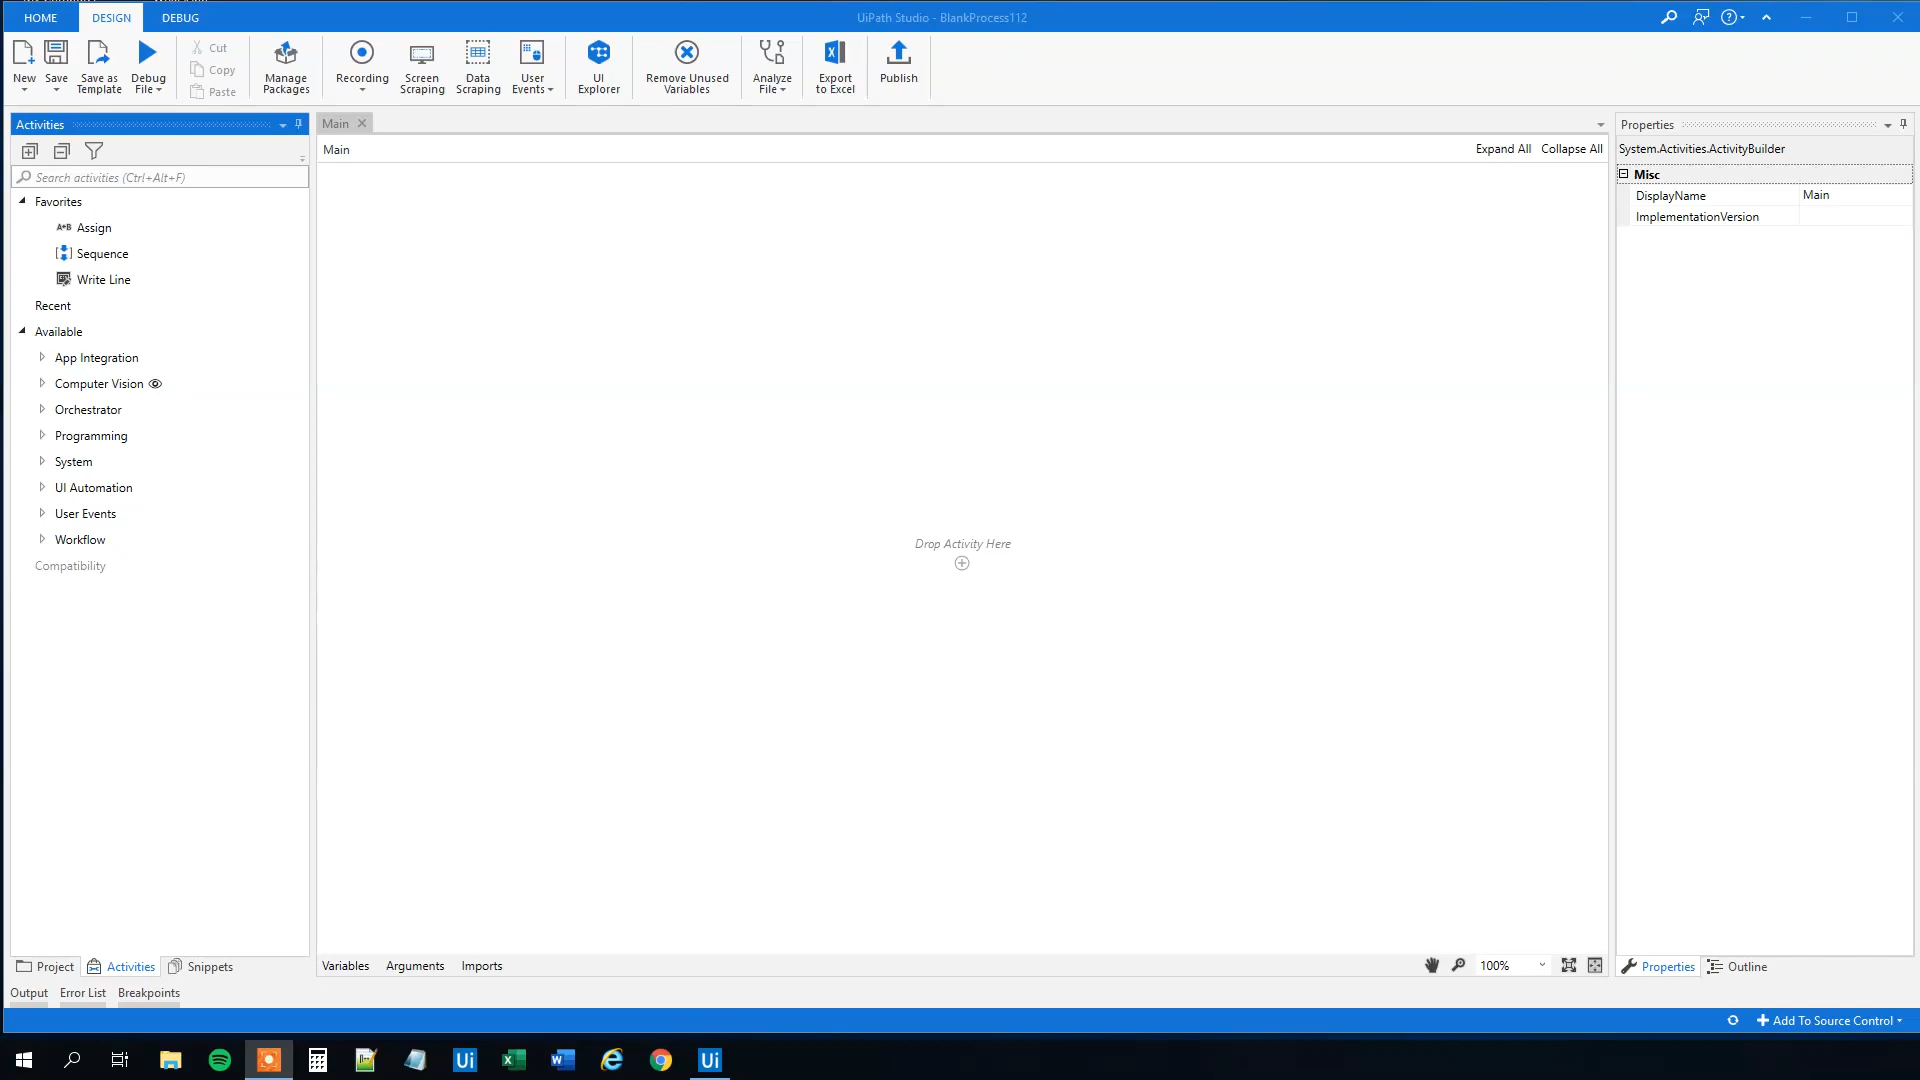 HOME DESIGN DEBUG UiPath Studio - BlankProcess112
New Save Save as Template Debug File Cut Copy Paste Manage Packages Recording Screen Scraping Data Scraping User Events UI Explorer Remove Unused Variables Analyze File Export to Excel Publish
Activities
Search activities (Ctrl+Alt+F)
Favorites
A*B Assign
Sequence
Write Line
Recent
Available
App Integration
Computer Vision
Orchestrator
Programming
System
UI Automation
User Events
Workflow
Compatibility
Project Activities Snippets
Main
Main Expand All Collapse All
Drop Activity Here
Variables Arguments Imports 100%
Properties
System.Activities.ActivityBuilder
Misc
DisplayName Main
ImplementationVersion
Properties Outline
Output Error List Breakpoints
Add To Source Control
Ui Ui